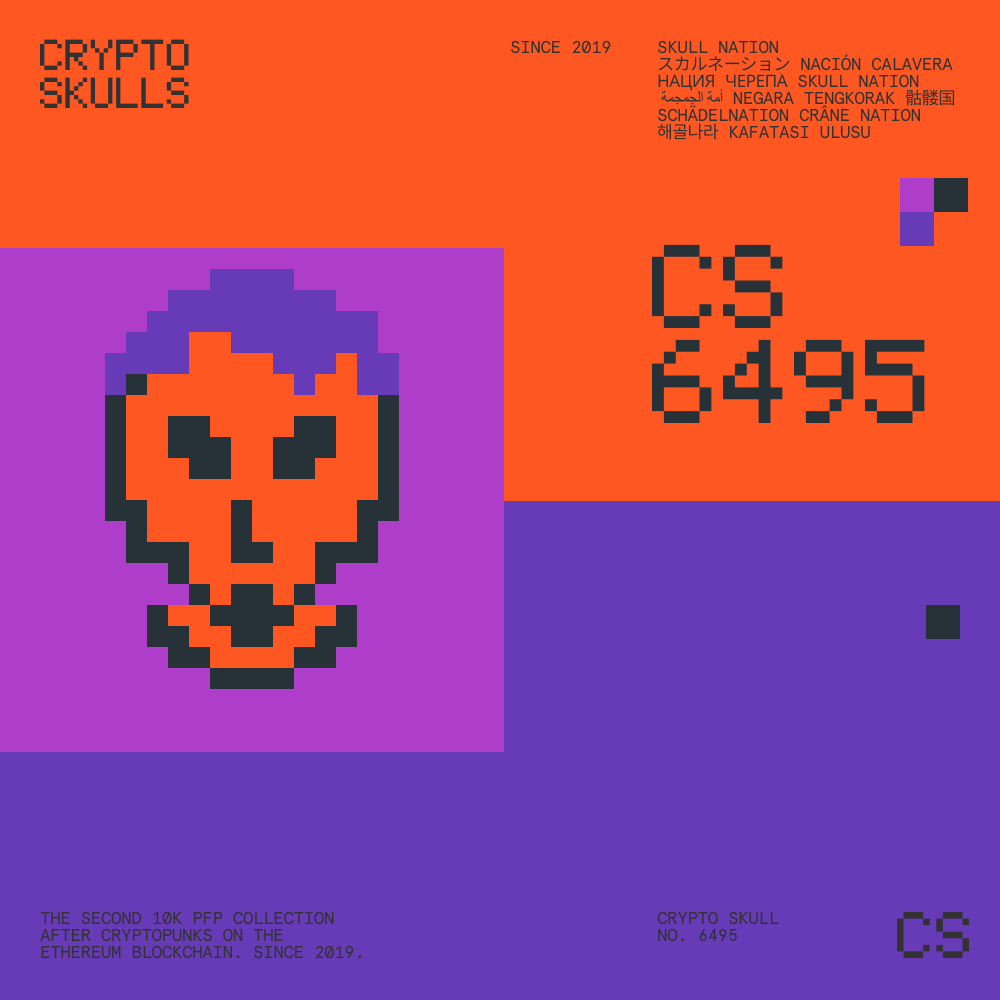 CRYPTO
SKULLS
SINCE 2019
SKULL NATION
スカルネーション NACIÓN CALAVERA
НАЦИЯ ЧЕРЕПА SKULL NATION
أمة الجمجمة NEGARA TENGKORAK 骷髅国
SCHÄDELNATION CRÂNE NATION
해골나라 KAFATASI ULUSU
CS
6495
THE SECOND 10K PFP COLLECTION
AFTER CRYPTOPUNKS ON THE
ETHEREUM BLOCKCHAIN. SINCE 2019.
CRYPTO SKULL
NO. 6495
CS